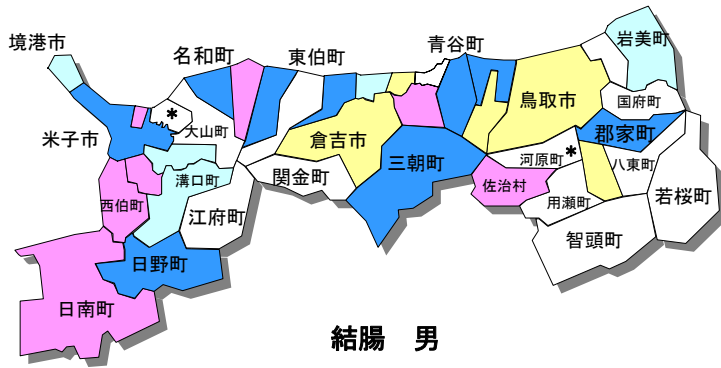 境港市
名和町
東伯町
青谷町
岩美町
米子市
*
大山町
鳥取市
国府町
倉吉市
郡家町
三朝町
河原町
*
八東町
溝口町
関金町
佐治村
若桜町
西伯町
江府町
用瀬町
智頭町
日野町
日南町
結腸 男